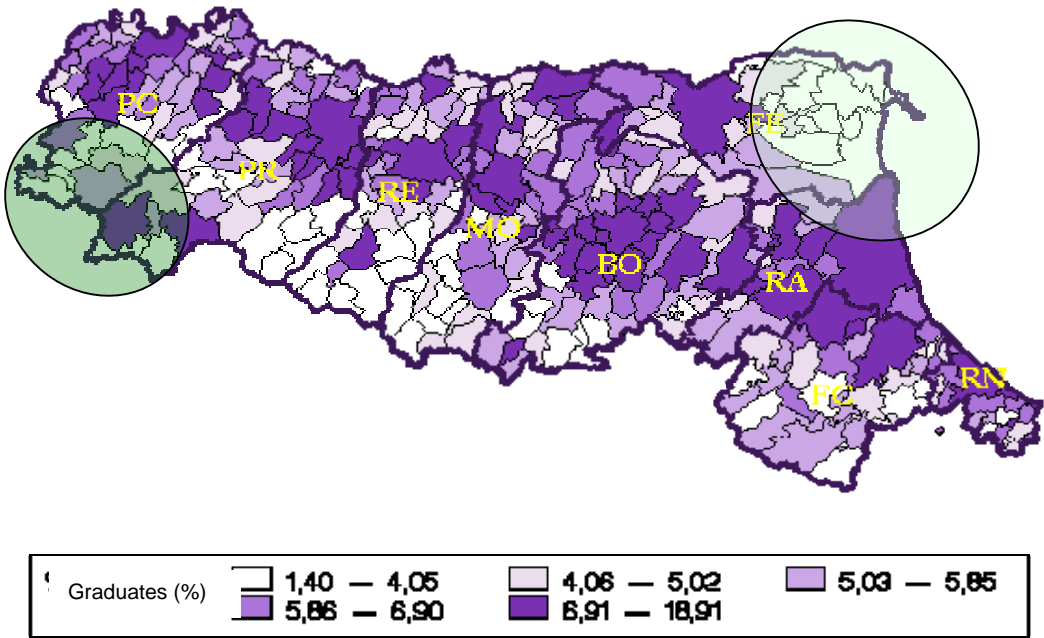 PC
FE
PR
RE
MO
BO
RA
RN
FC
Graduates (%)
1,40 — 4,05
4,06 — 5,02
5,03 — 5,85
5,86 — 6,90
6,91 — 18,91